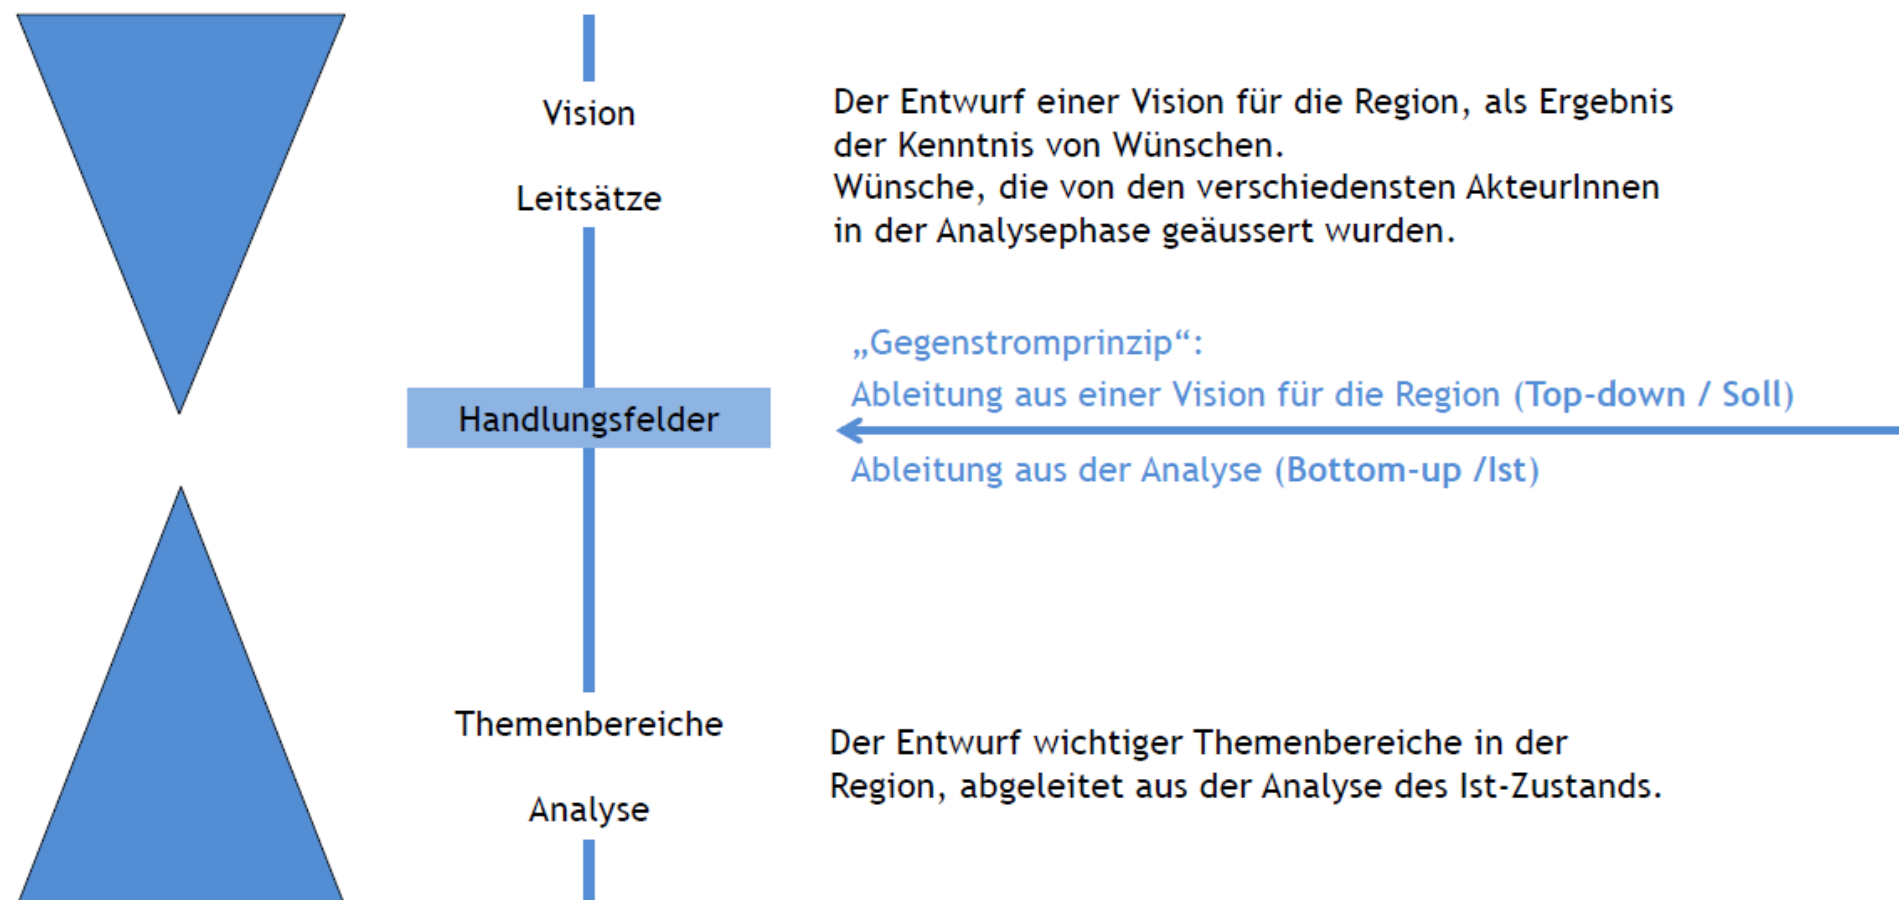 Vision
Leitsätze
Der Entwurf einer Vision für die Region, als Ergebnis
der Kenntnis von Wünschen.
Wünsche, die von den verschiedensten AkteurInnen
in der Analysephase geäussert wurden.
„Gegenstromprinzip“:
Ableitung aus einer Vision für die Region (Top-down / Soll)
Handlungsfelder
Ableitung aus der Analyse (Bottom-up /Ist)
Themenbereiche
Analyse
Der Entwurf wichtiger Themenbereiche in der
Region, abgeleitet aus der Analyse des Ist-Zustands.